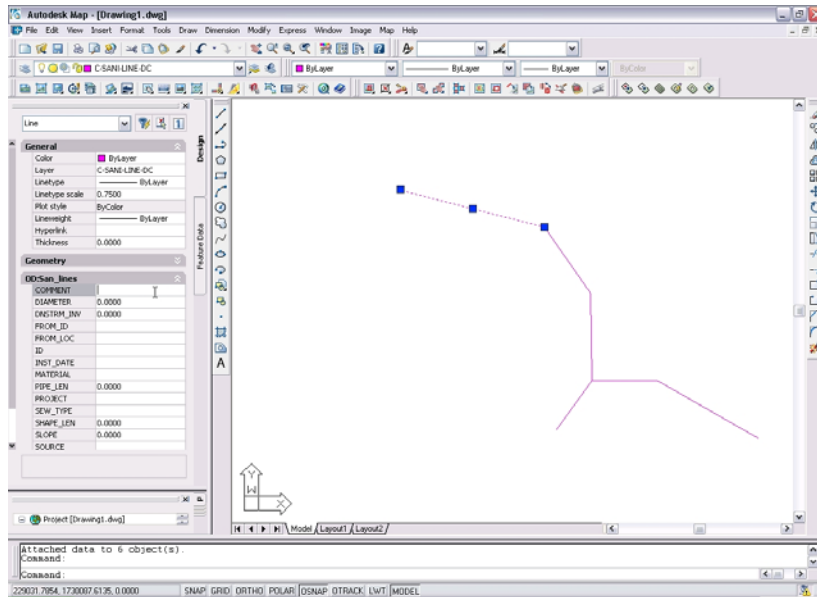 Autodesk Map - [Drawing1.dwg]
File Edit View Insert Format Tools Draw Dimension Modify Express Window Image Map Help
C-SANI-LINE-DC ByLayer ByLayer ByLayer ByColor
Line
Design
Feature Data
General
Color ByLayer
Layer C-SANI-LINE-DC
Linetype ByLayer
Linetype scale 0.7500
Plot style ByColor
Lineweight ByLayer
Hyperlink
Thickness 0.0000
Geometry
OD:San_lines
COMMENT
DIAMETER 0.0000
DNSTRM_INV 0.0000
FROM_ID
FROM_LOC
ID
INST_DATE
MATERIAL
PIPE_LEN 0.0000
PROJECT
SEW_TYPE
SHAPE_LEN 0.0000
SLOPE 0.0000
SOURCE
A
Y
W
X
Project [Drawing1.dwg]
Model Layout1 Layout2
Attached data to 6 object(s).
Command:
Command:
229031.7854, 1730087.6135, 0.0000 SNAP GRID ORTHO POLAR OSNAP OTRACK LWT MODEL